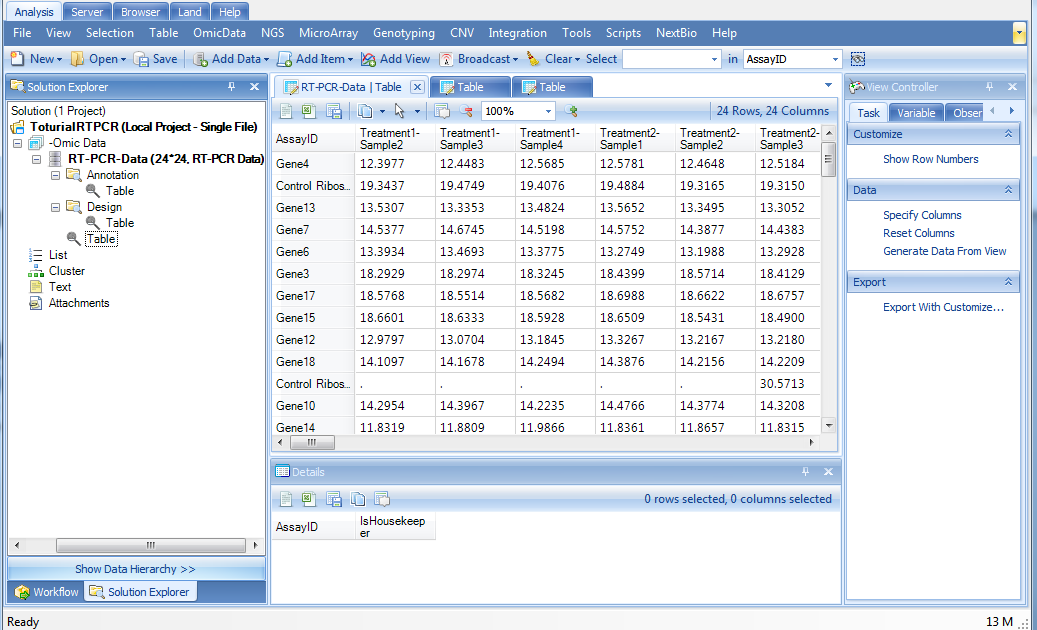 Analysis Server Browser Land Help
File View Selection Table OmicData NGS MicroArray Genotyping CNV Integration Tools Scripts NextBio Help
New Open Save Add Data Add Item Add View Broadcast Clear Select in AssayID
Solution Explorer
Solution (1 Project)
ToturialRTPCR (Local Project - Single File)
-Omic Data
RT-PCR-Data (24*24, RT-PCR Data)
Annotation
Table
Design
Table
Table
List
Cluster
Text
Attachments
Show Data Hierarchy >>
Workflow Solution Explorer
RT-PCR-Data | Table Table Table
100% 24 Rows, 24 Columns
AssayID Treatment1-Sample2 Treatment1-Sample3 Treatment1-Sample4 Treatment2-Sample1 Treatment2-Sample2 Treatment2-Sample3
Gene4 12.3977 12.4483 12.5685 12.5781 12.4648 12.5184
Control Ribos... 19.3437 19.4749 19.4076 19.4884 19.3165 19.3150
Gene13 13.5307 13.3353 13.4824 13.5652 13.3495 13.3052
Gene7 14.5377 14.6745 14.5198 14.5752 14.3877 14.4383
Gene6 13.3934 13.4693 13.3775 13.2749 13.1988 13.2928
Gene3 18.2929 18.2974 18.3245 18.4399 18.5714 18.4129
Gene17 18.5768 18.5514 18.5682 18.6988 18.6622 18.6757
Gene15 18.6601 18.6333 18.5928 18.6509 18.5431 18.4900
Gene12 12.9797 13.0704 13.1845 13.3267 13.2167 13.2180
Gene18 14.1097 14.1678 14.2494 14.3876 14.2156 14.2209
Control Ribos... . . . . . 30.5713
Gene10 14.2954 14.3967 14.2235 14.4766 14.3774 14.3208
Gene14 11.8319 11.8809 11.9866 11.8361 11.8657 11.8315
Details
0 rows selected, 0 columns selected
AssayID IsHousekeeper
View Controller
Task Variable Obser
Customize
Show Row Numbers
Data
Specify Columns
Reset Columns
Generate Data From View
Export
Export With Customize...
Ready 13 M